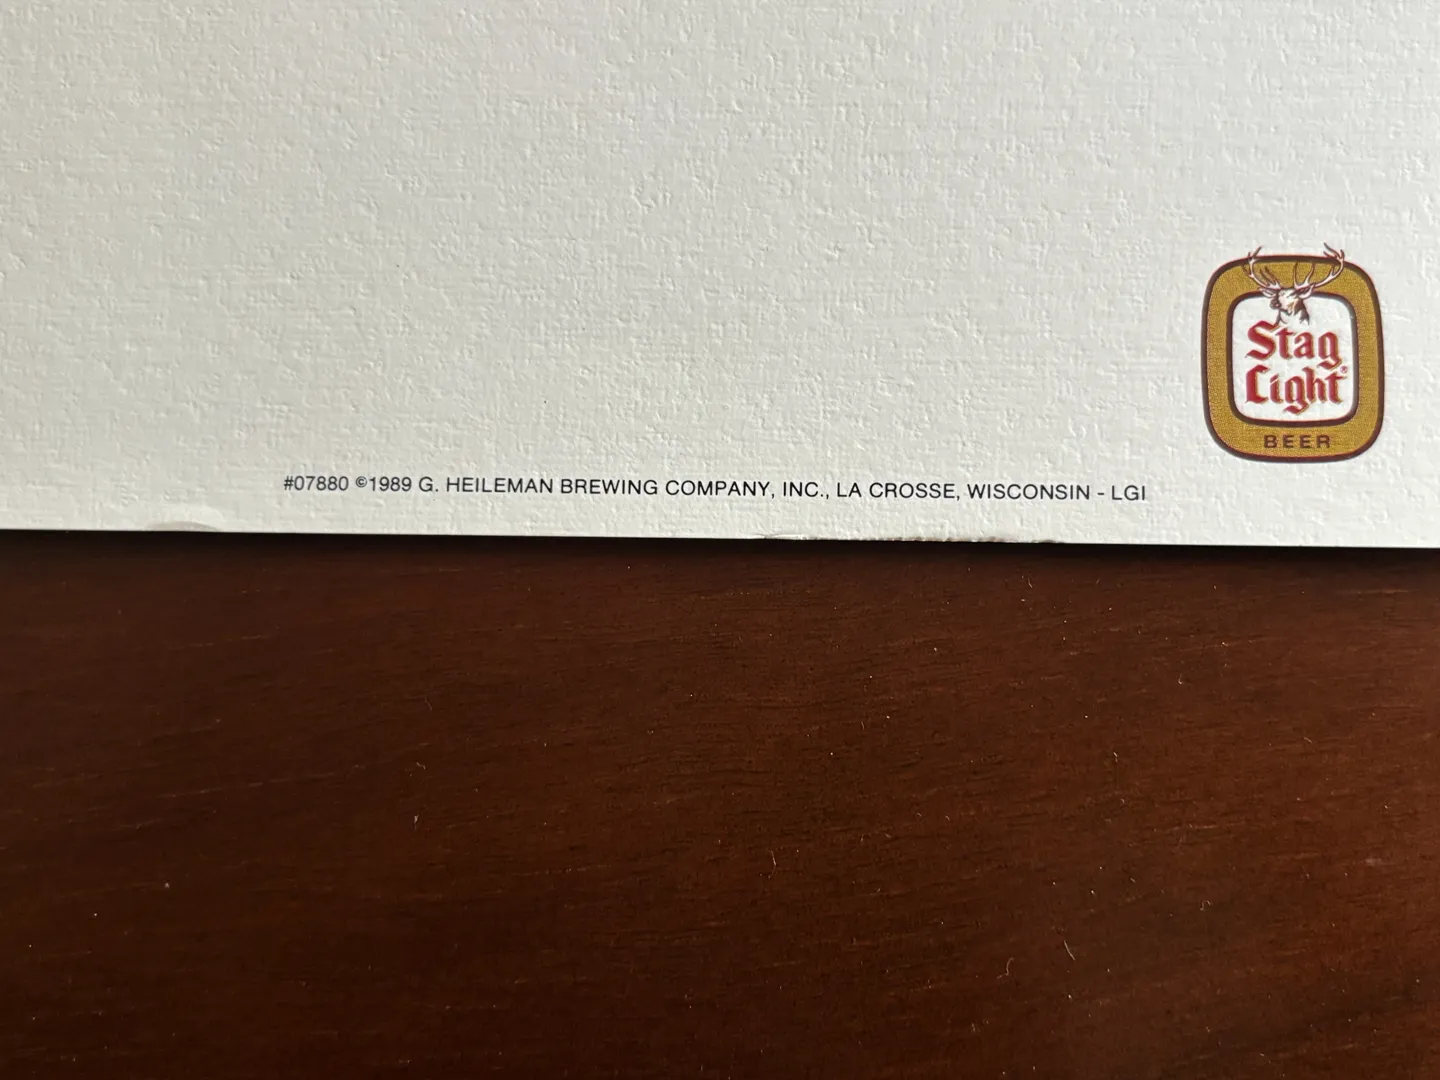 Stag
Light®
BEER
#07880 ©1989 G. HEILEMAN BREWING COMPANY, INC., LA CROSSE, WISCONSIN - LGI